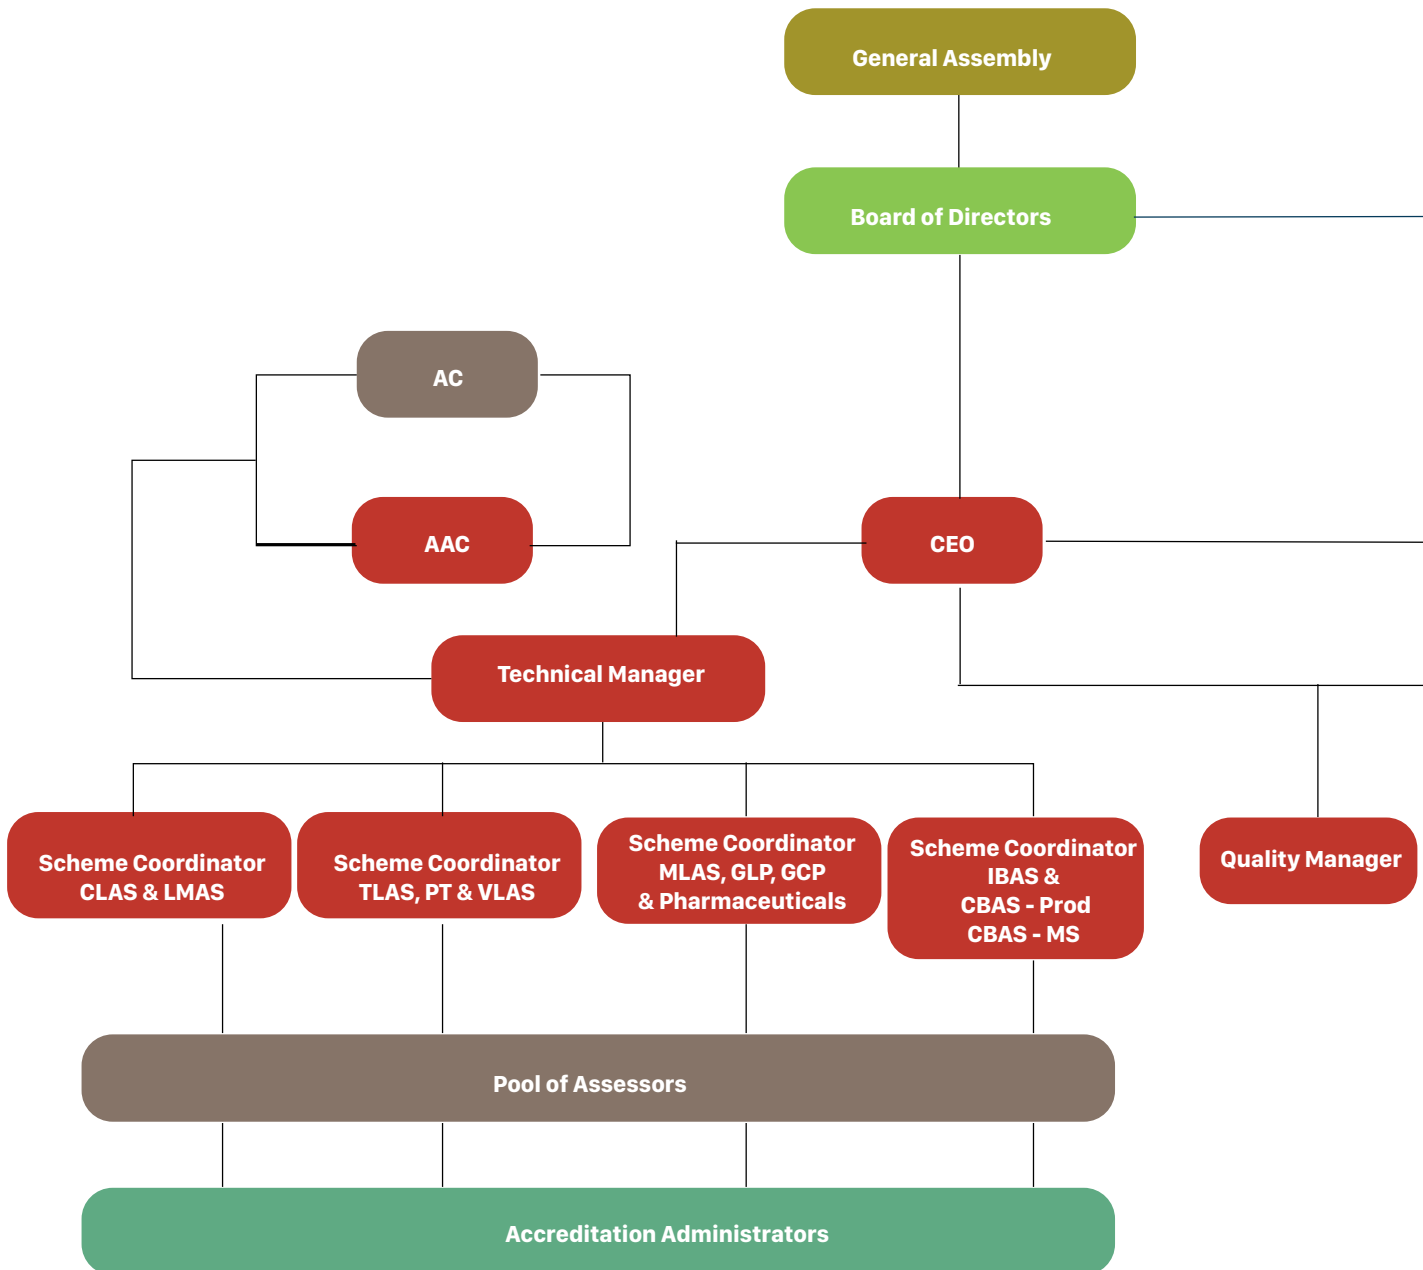 General Assembly
Board of Directors
AC
AAC
CEO
Technical Manager
Scheme Coordinator
CLAS & LMAS
Scheme Coordinator
TLAS, PT & VLAS
Scheme Coordinator
MLAS, GLP, GCP
& Pharmaceuticals
Scheme Coordinator
IBAS &
CBAS - Prod
CBAS - MS
Quality Manager
Pool of Assessors
Accreditation Administrators